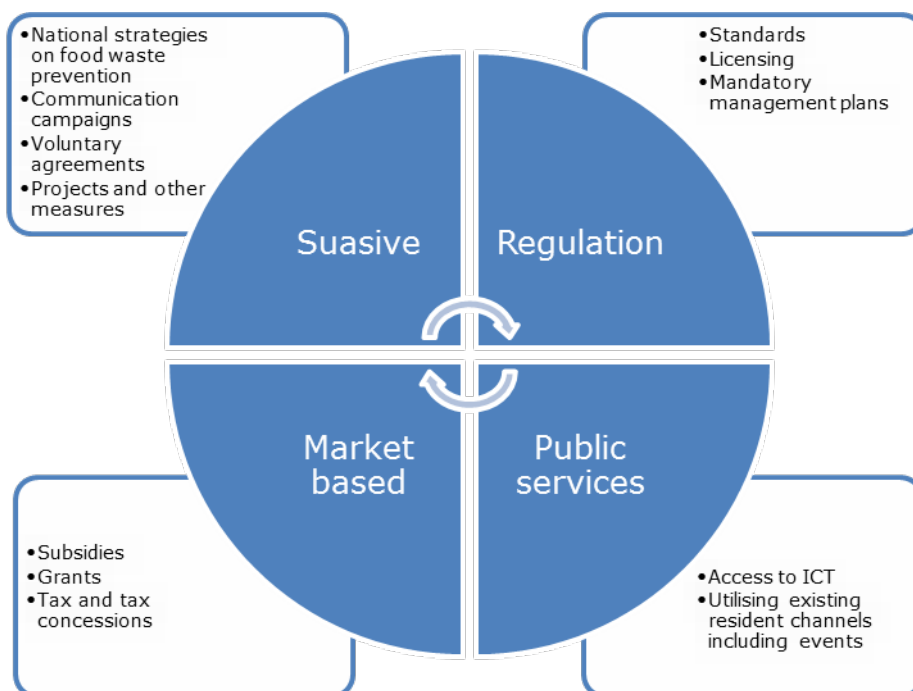 •National strategies
on food waste
prevention
•Communication
campaigns
•Voluntary
agreements
•Projects and other
measures
•Standards
•Licensing
•Mandatory
management plans
Suasive
Regulation
Market
based
Public
services
•Subsidies
•Grants
•Tax and tax
concessions
•Access to ICT
•Utilising existing
resident channels
including events